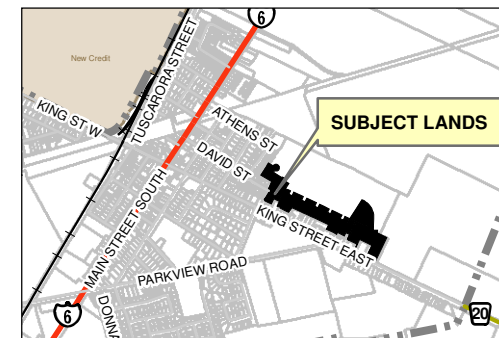 6
New Credit
TUSCARORA STREET
KING ST W
ATHENS ST
SUBJECT LANDS
DAVID ST
KING STREET EAST
MAIN STREET SOUTH
PARKVIEW ROAD
DONNA
6
20